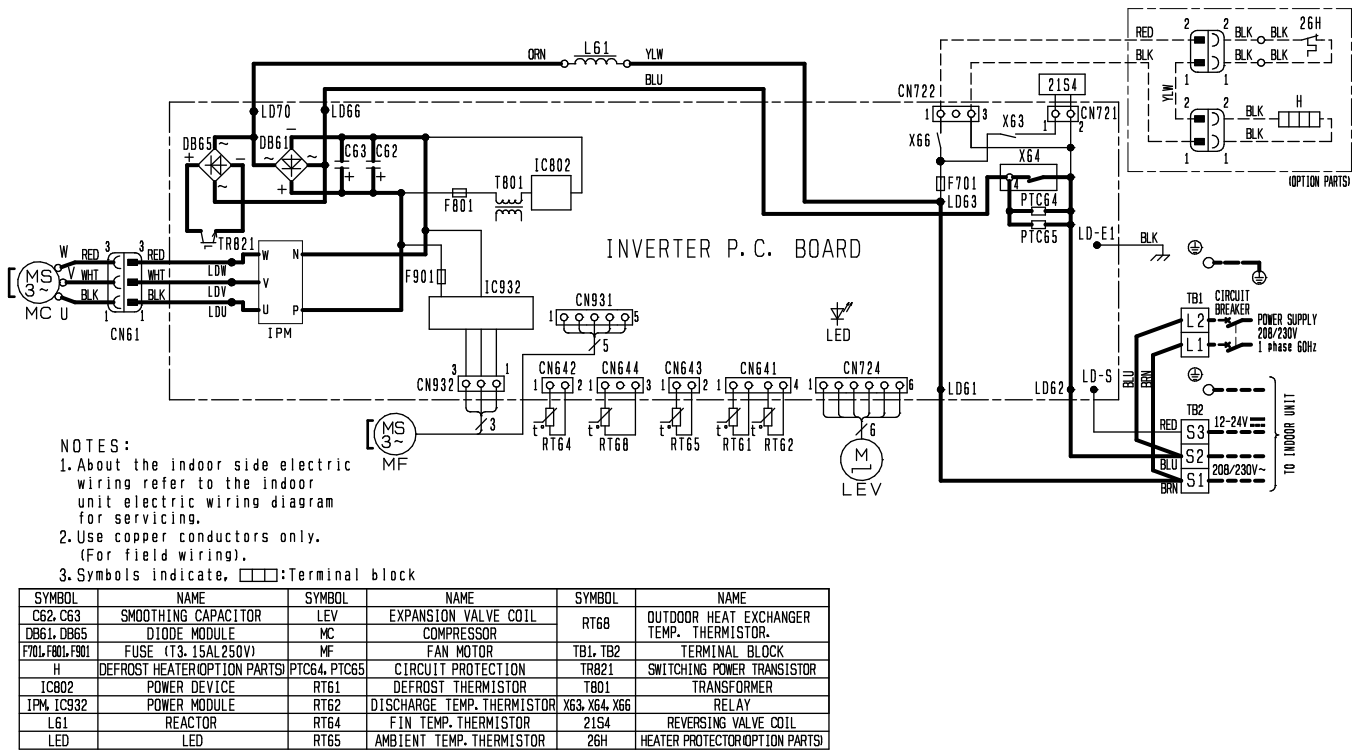 RED 2 2 BLK BLK 26H
BLK BLK BLK
1 1
YLW
2 2 BLK H
BLK
1 1
(OPTION PARTS)
ORN L61 YLW
BLU
CN722 3
21S4
1 2 CN721
X63
X66
LD70 LD66
DB65 ~ DB61 − C63 C62
+ − ~ ~
~ + + +
IC802
T801
F801
X64
F701 4
LD63 PTC64
PTC65
TR821
INVERTER P.C. BOARD
LD-E1 BLK
W RED 3 3 RED LDW W N
V WHT WHT LDV V
U BLK 1 1 BLK LDU U P
MS
3~
MC
CN61
IPM
F901
IC932
CN931
1 5
5
LED
TB1
CIRCUIT
BREAKER
L2
L1
POWER SUPPLY
208/230V
1 phase 60Hz
BLU
BRN
CN932 3 1
3
CN642
1 2
CN644
1 3
CN643
1 2
CN641
1 4
CN724
1 6
6
LD61 LD62 LD-S
t° t° t° t° t°
RT64 RT68 RT65 RT61 RT62
MS
3~
MF
M
LEV
TB2
RED S3 12-24V
BLU S2
BRN S1 208/230V~
TO INDOOR UNIT
NOTES:
1. About the indoor side electric
wiring refer to the indoor
unit electric wiring diagram
for servicing.
2. Use copper conductors only.
(For field wiring).
3. Symbols indicate, :Terminal block
SYMBOL NAME SYMBOL NAME SYMBOL NAME
C62, C63 SMOOTHING CAPACITOR LEV EXPANSION VALVE COIL RT68 OUTDOOR HEAT EXCHANGER
TEMP. THERMISTOR.
DB61, DB65 DIODE MODULE MC COMPRESSOR
F701, F801, F901 FUSE (T3. 15AL250V) MF FAN MOTOR TB1, TB2 TERMINAL BLOCK
H DEFROST HEATER(OPTION PARTS) PTC64, PTC65 CIRCUIT PROTECTION TR821 SWITCHING POWER TRANSISTOR
IC802 POWER DEVICE RT61 DEFROST THERMISTOR T801 TRANSFORMER
IPM, IC932 POWER MODULE RT62 DISCHARGE TEMP. THERMISTOR X63, X64, X66 RELAY
L61 REACTOR RT64 FIN TEMP. THERMISTOR 21S4 REVERSING VALVE COIL
LED LED RT65 AMBIENT TEMP. THERMISTOR 26H HEATER PROTECTOR(OPTION PARTS)